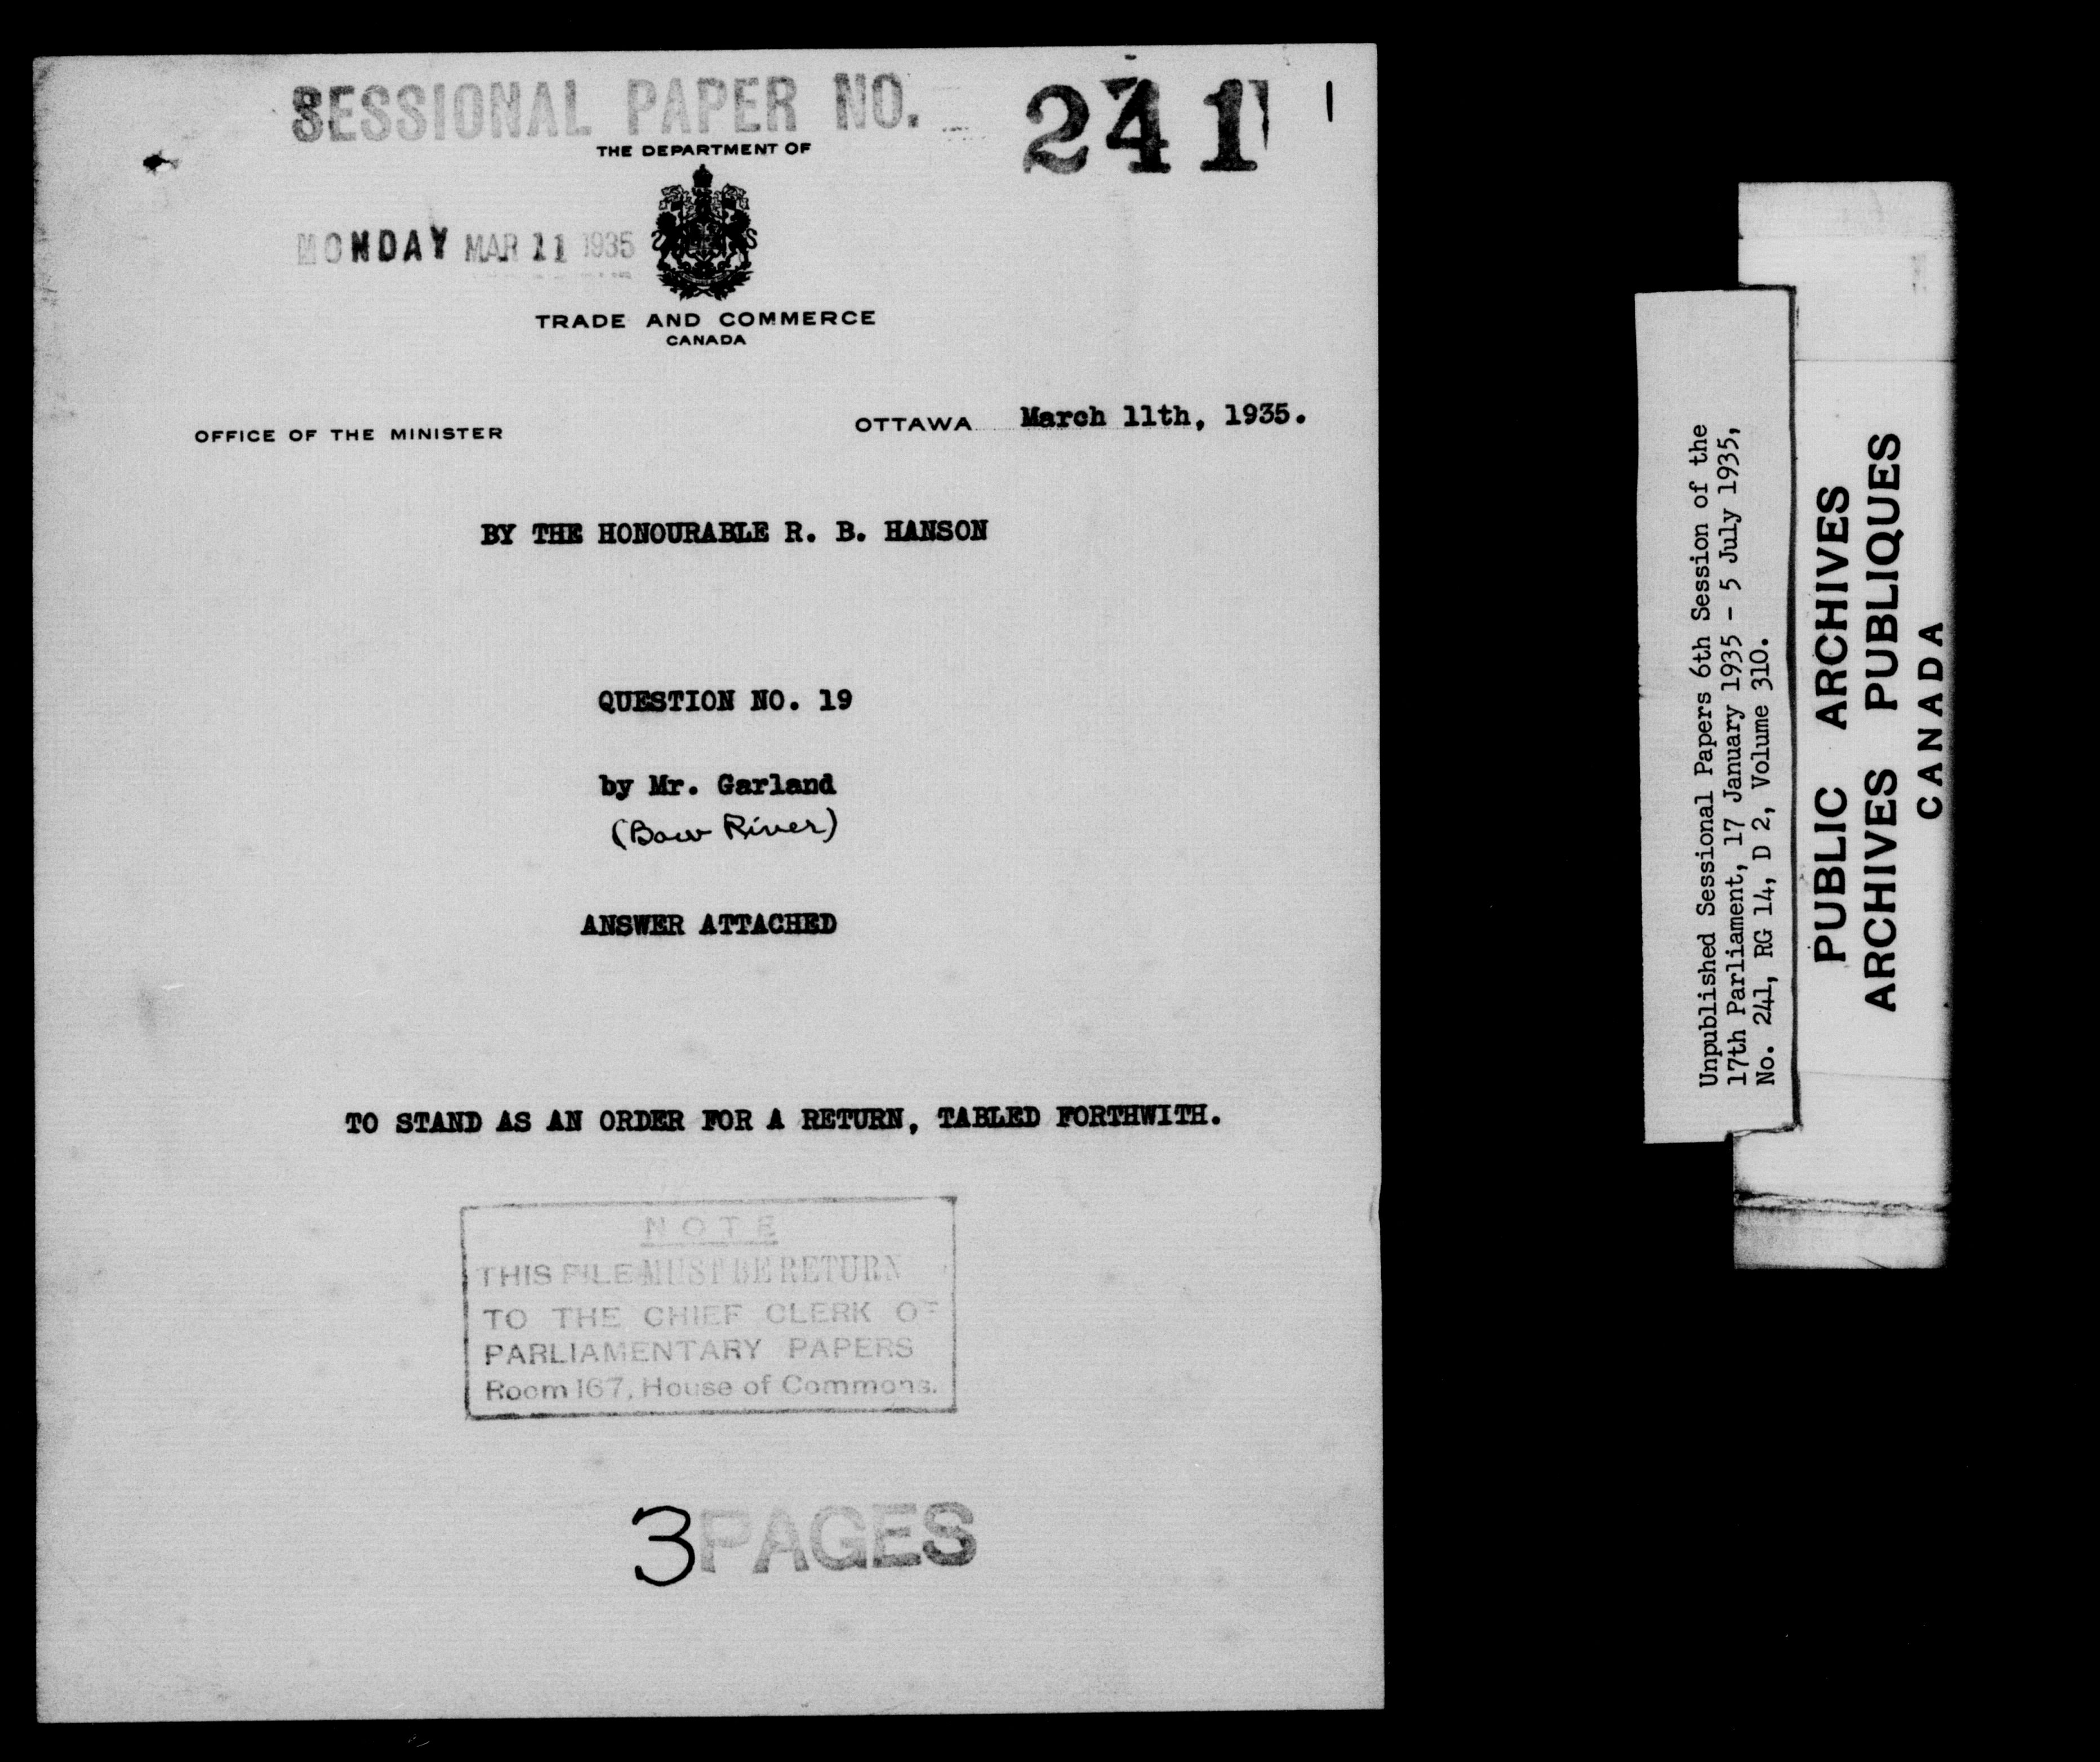 SESSIONAL PAPER NO. 241 1
THE DEPARTMENT OF
MONDAY MAR 11 1935
TRADE AND COMMERCE
CANADA
OFFICE OF THE MINISTER
OTTAWA March 11th, 1935.
BY THE HONOURABLE R. B. HANSON
QUESTION NO. 19
by Mr. Garland
(Bow River)
ANSWER ATTACHED
TO STAND AS AN ORDER FOR A RETURN, TABLED FORTHWITH.
NOTE
THIS FILE MUST BE RETURN
TO THE CHIEF CLERK OF
PARLIAMENTARY PAPERS
Room 167, House of Commons.
3 PAGES
Unpublished Sessional Papers 6th Session of the
17th Parliament, 17 January 1935 - 5 July 1935,
No. 241, RG 14, D 2, Volume 310.
PUBLIC ARCHIVES
ARCHIVES PUBLIQUES
CANADA